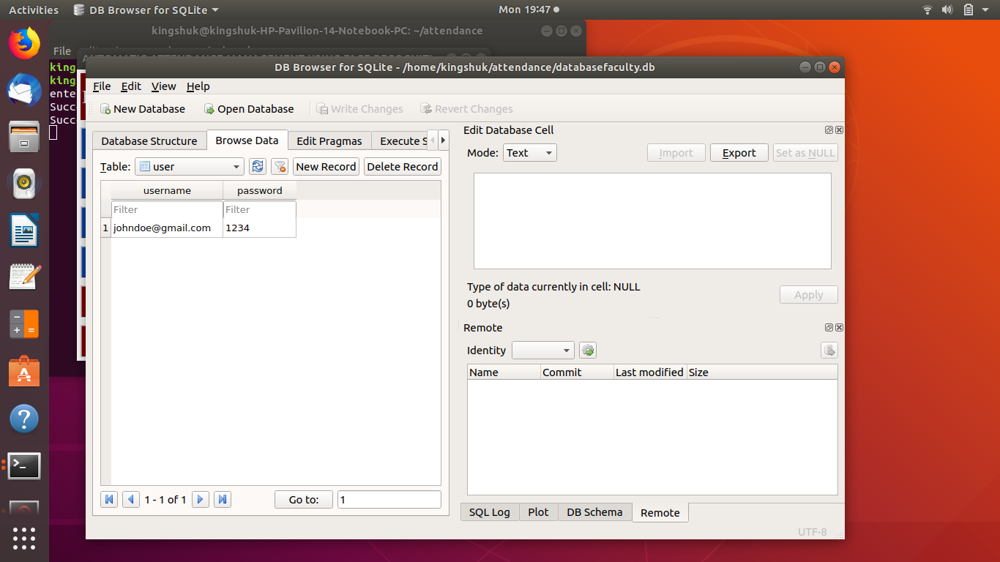 Activities DB Browser for SQLite Mon 19:47
kingshuk@kingshuk-HP-Pavilion-14-Notebook-PC: ~/attendance
File
king
king
ente
Succ
Succ
DB Browser for SQLite - /home/kingshuk/attendance/databasefaculty.db
File Edit View Help
New Database Open Database Write Changes Revert Changes
Database Structure Browse Data Edit Pragmas Execute S
Table: user New Record Delete Record
username password
Filter Filter
1 johndoe@gmail.com 1234
1 - 1 of 1 Go to: 1
Edit Database Cell
Mode: Text Import Export Set as NULL
Type of data currently in cell: NULL
0 byte(s)
Apply
Remote
Identity
Name Commit Last modified Size
SQL Log Plot DB Schema Remote
UTF-8